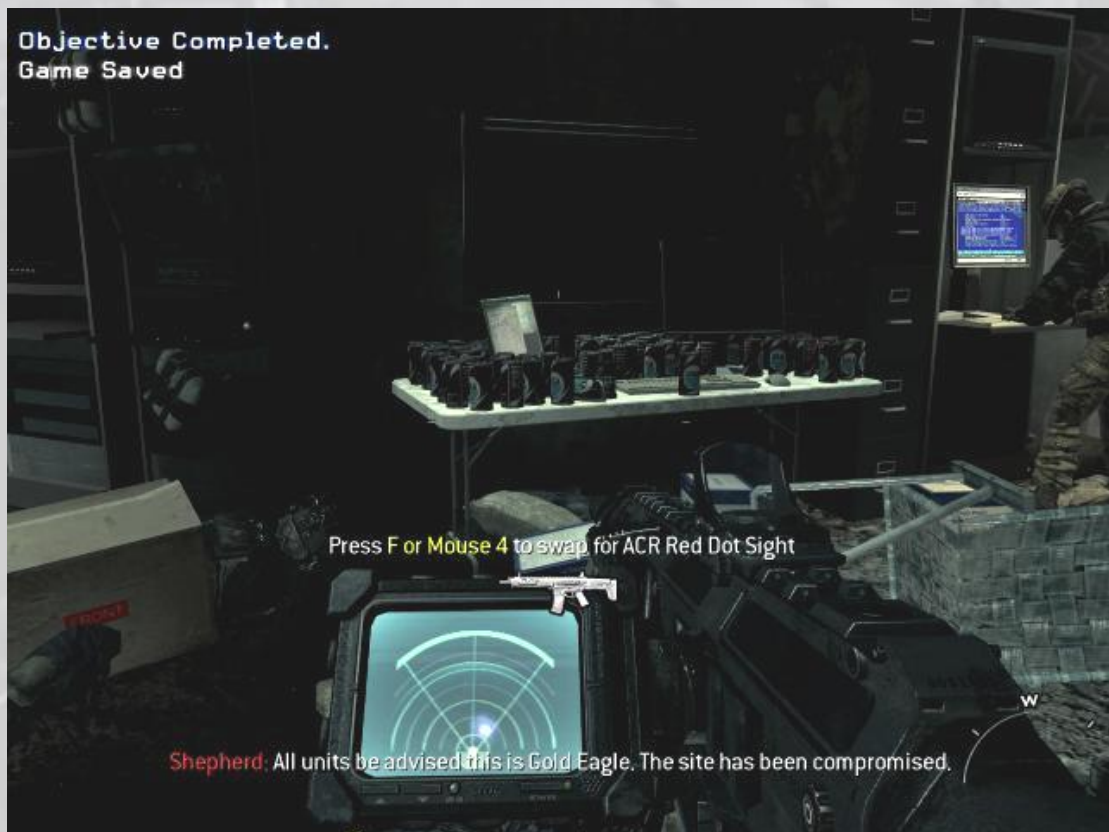 Objective Completed.
Game Saved
Press F or Mouse 4 to swap for ACR Red Dot Sight
FRONT
W
Shepherd: All units be advised this is Gold Eagle. The site has been compromised.